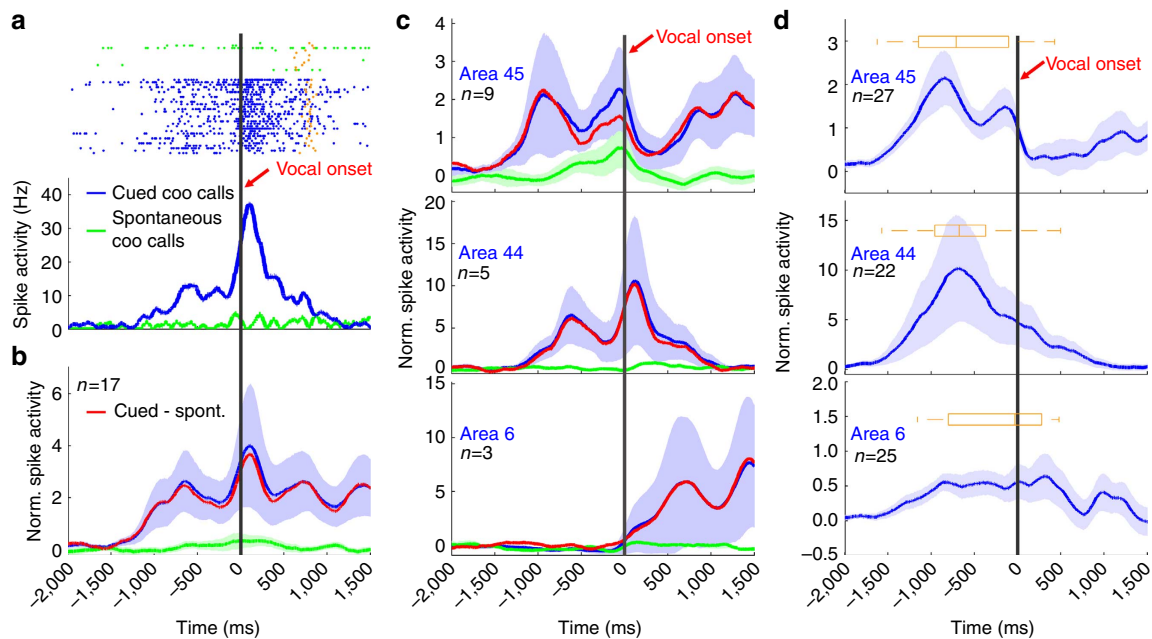 a
Vocal onset
Cued coo calls
Spontaneous
coo calls
Spike activity (Hz)
40
30
20
10
0
b
n=17
Cued - spont.
Norm. spike activity
6
4
2
0
−2,000
−1,500
−1,000
−500
0
500
1,000
1,500
Time (ms)
c
Vocal onset
Area 45
n=9
4
3
2
1
0
Area 44
n=5
20
15
10
5
0
Norm. spike activity
Area 6
n=3
15
10
5
0
−2,000
−1,500
−1,000
−500
0
500
1,000
1,500
Time (ms)
d
Vocal onset
Area 45
n=27
3
2
1
0
Area 44
n=22
15
10
5
0
Area 6
n=25
2.0
1.5
1.0
0.5
0.0
−0.5
−2,000
−1,500
−1,000
−500
0
500
1,000
1,500
Time (ms)